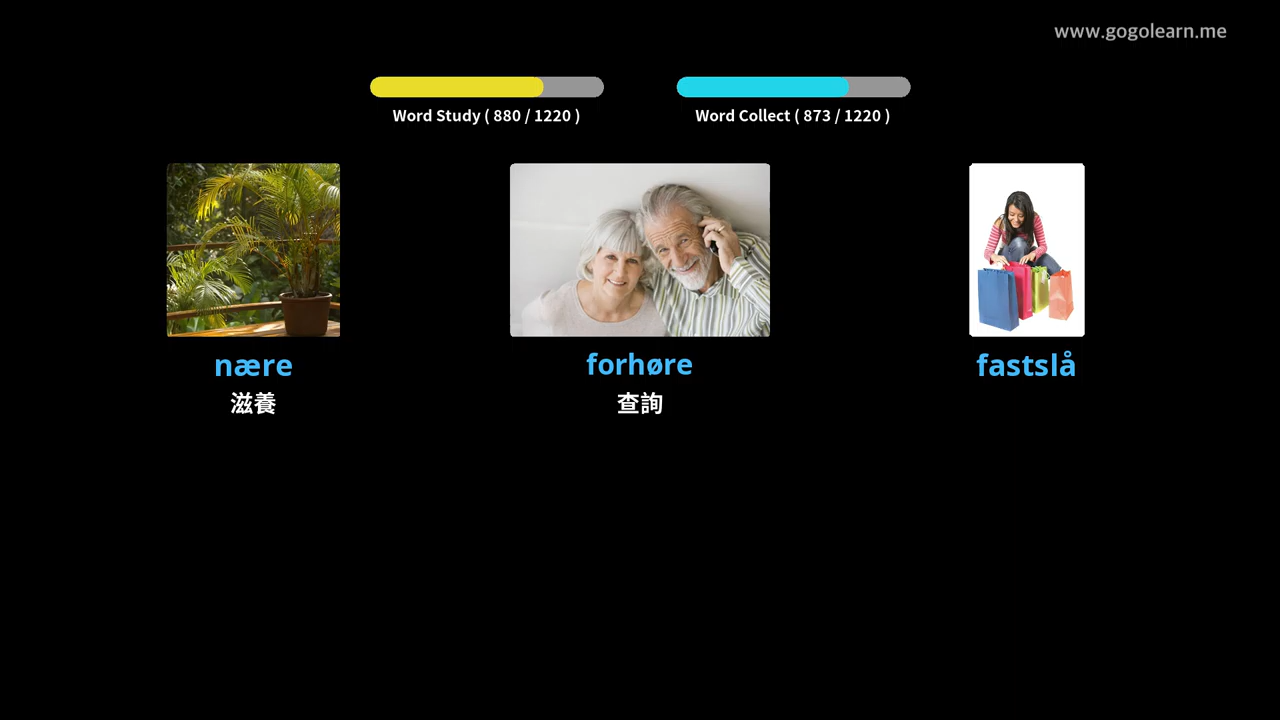 www.gogolearn.me
Word Study ( 880 / 1220 )
Word Collect ( 873 / 1220 )
nære
滋養
forhøre
查詢
fastslå